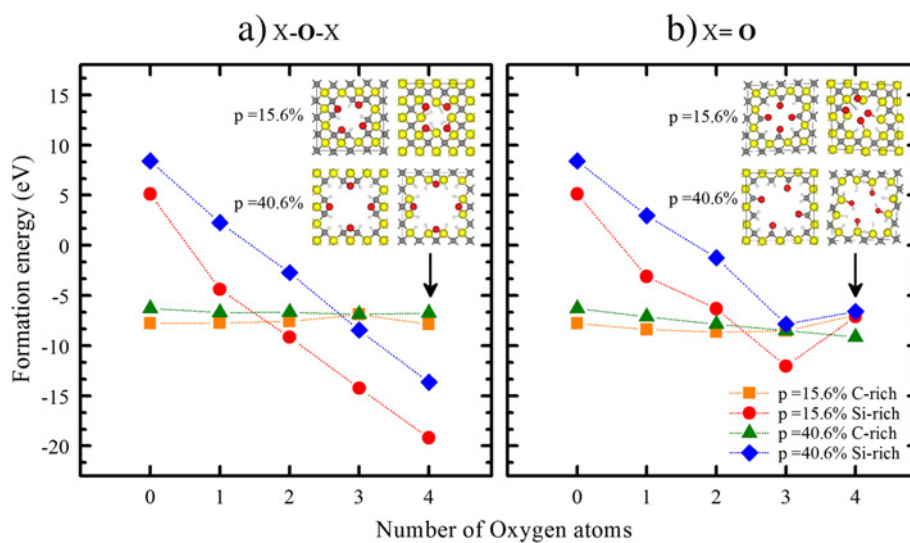 a) X-O-X
b) X= O
Formation energy (eV)
15
10
5
0
-5
-10
-15
-20
p =15.6%
p =40.6%
0 1 2 3 4
p =15.6%
p =40.6%
p =15.6% C-rich
p =15.6% Si-rich
p =40.6% C-rich
p =40.6% Si-rich
0 1 2 3 4
Number of Oxygen atoms